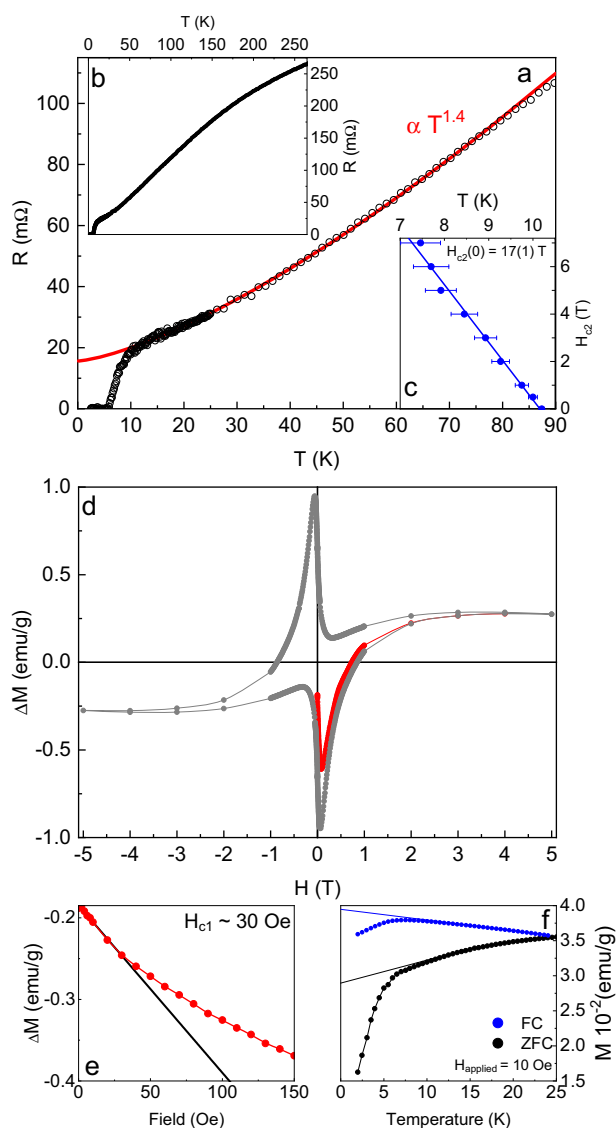 T (K)
0 50 100 150 200 250
b
a
α T^1.4
R (mΩ)
250
200
150
100
50
0
R (mΩ)
100
80
60
40
20
0
T (K)
7 8 9 10
H_c2(0) = 17(1) T
6
4
2
0
H_c2 (T)
c
0 10 20 30 40 50 60 70 80 90
T (K)
d
1.0
0.5
0.0
-0.5
-1.0
ΔM (emu/g)
-5 -4 -3 -2 -1 0 1 2 3 4 5
H (T)
-0.2
-0.3
-0.4
ΔM (emu/g)
H_c1 ~ 30 Oe
e
0 50 100 150
Field (Oe)
f
4.0
3.5
3.0
2.5
2.0
1.5
M 10^-2 (emu/g)
FC
ZFC
H_applied = 10 Oe
0 5 10 15 20 25
Temperature (K)